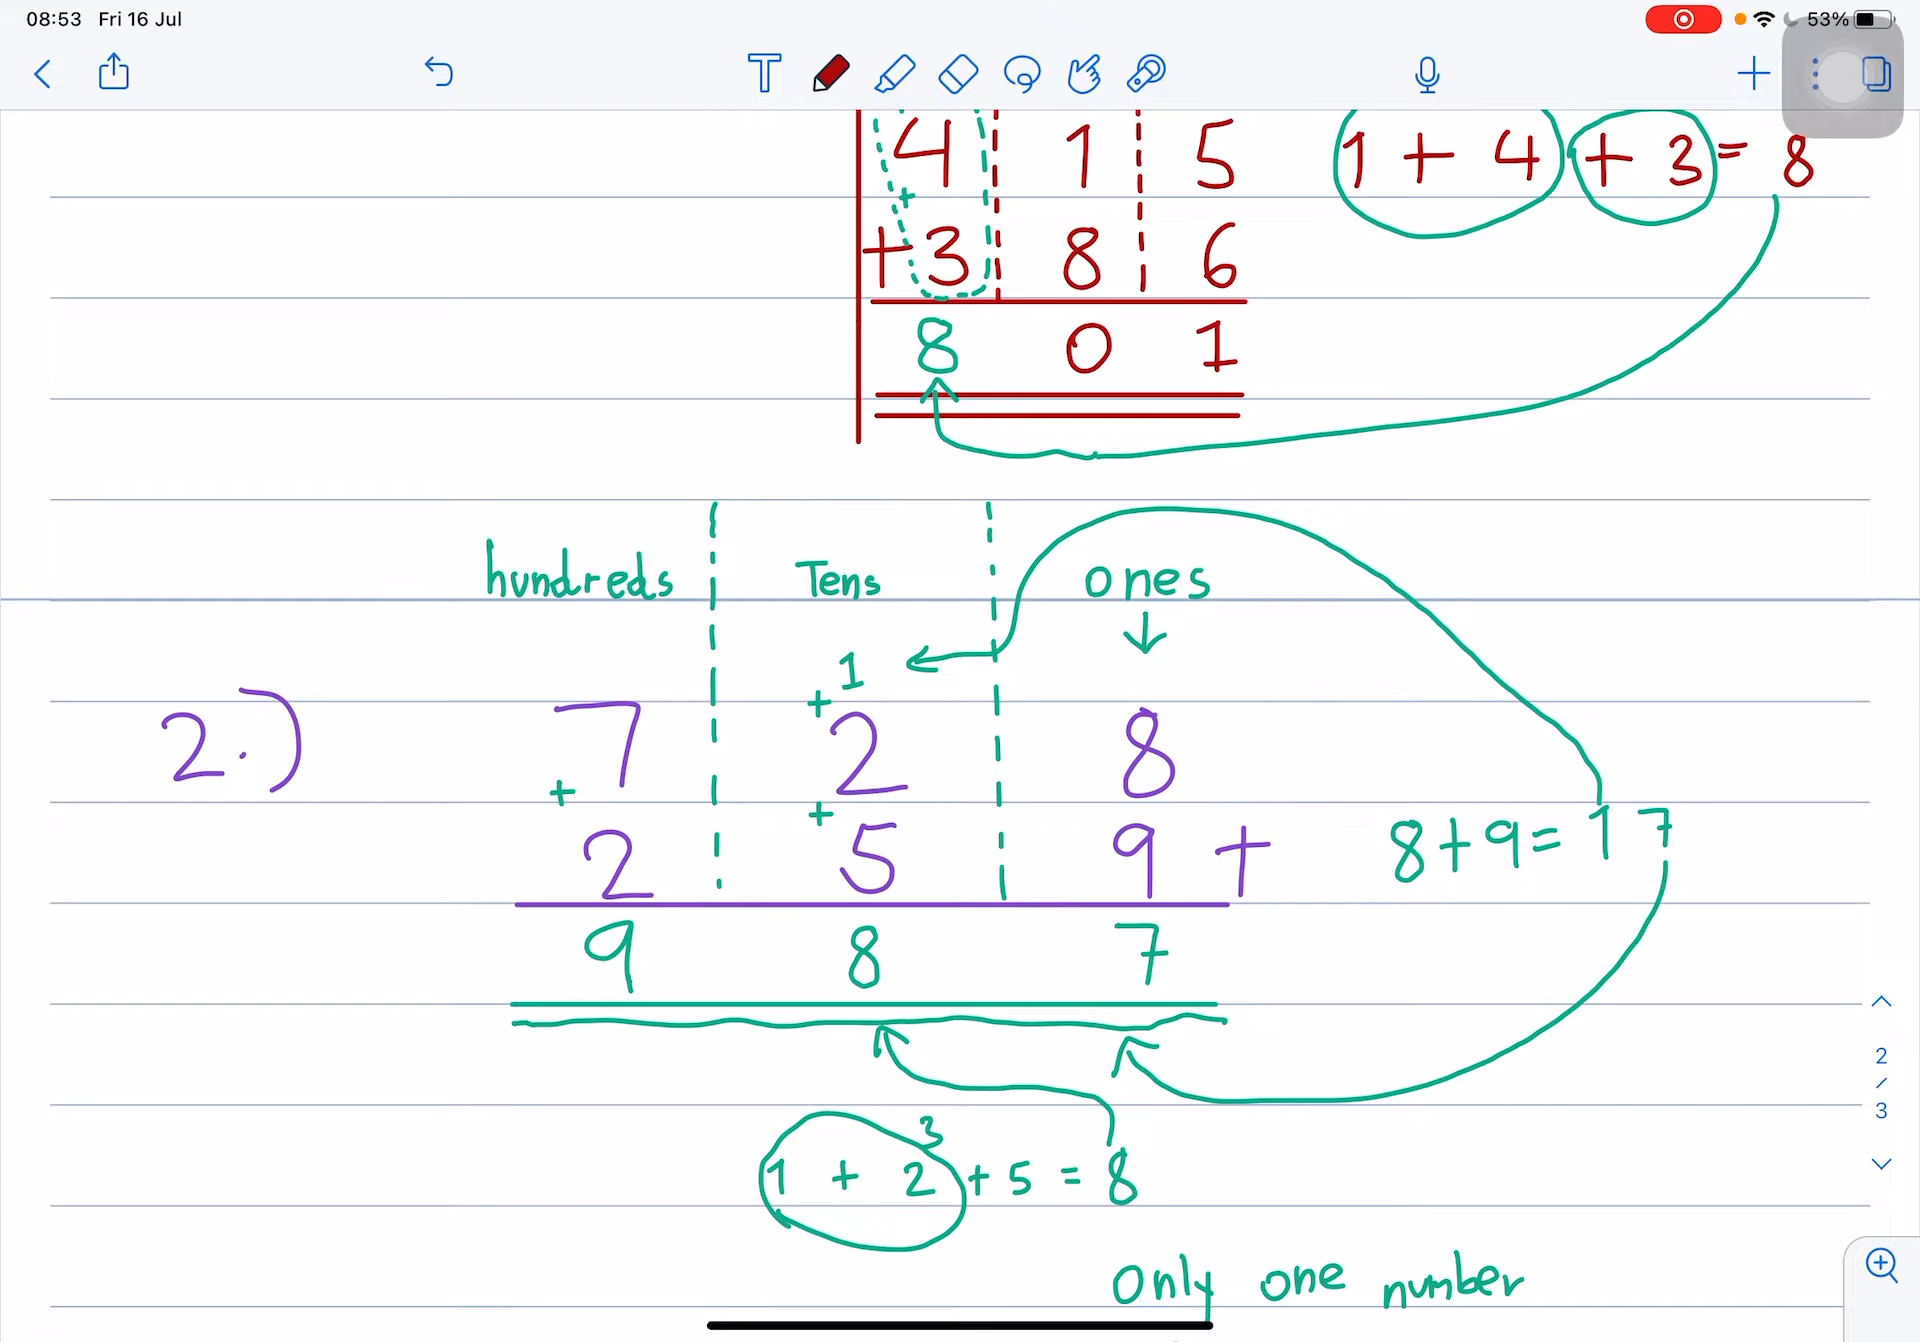 08:53 Fri 16 Jul 53%
4 1 5 1 + 4 + 3 = 8
+
+ 3 8 6
8 0 1
hundreds Tens ones
1
+
2.) 7 2 8
+ +
2 5 9 + 8 + 9 = 17
9 8 7
3
1 + 2 + 5 = 8
only one number
2
/
3